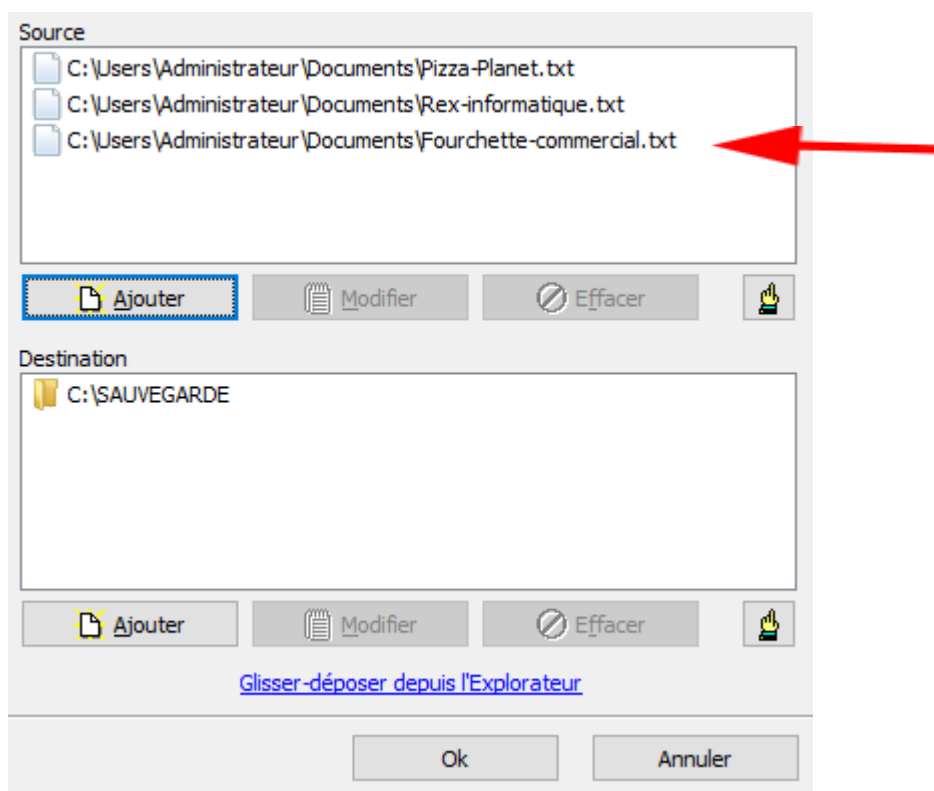 Source
C:\Users\Administrateur\Documents\Pizza-Planet.txt
C:\Users\Administrateur\Documents\Rex-informatique.txt
C:\Users\Administrateur\Documents\Fourchette-commercial.txt
Ajouter Modifier Effacer
Destination
C:\SAUVEGARDE
Ajouter Modifier Effacer
Glisser-déposer depuis l'Explorateur
Ok Annuler